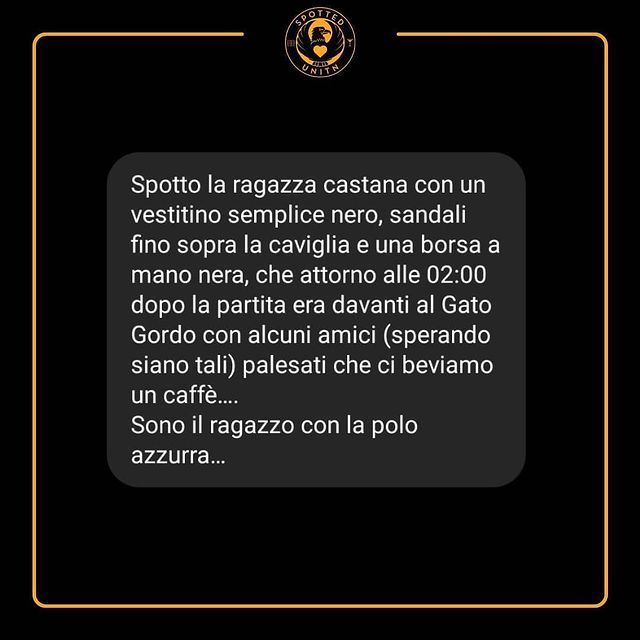 SPOTTED
UNITN
Spotto la ragazza castana con un
vestitino semplice nero, sandali
fino sopra la caviglia e una borsa a
mano nera, che attorno alle 02:00
dopo la partita era davanti al Gato
Gordo con alcuni amici (sperando
siano tali) palesati che ci beviamo
un caffè....
Sono il ragazzo con la polo
azzurra...